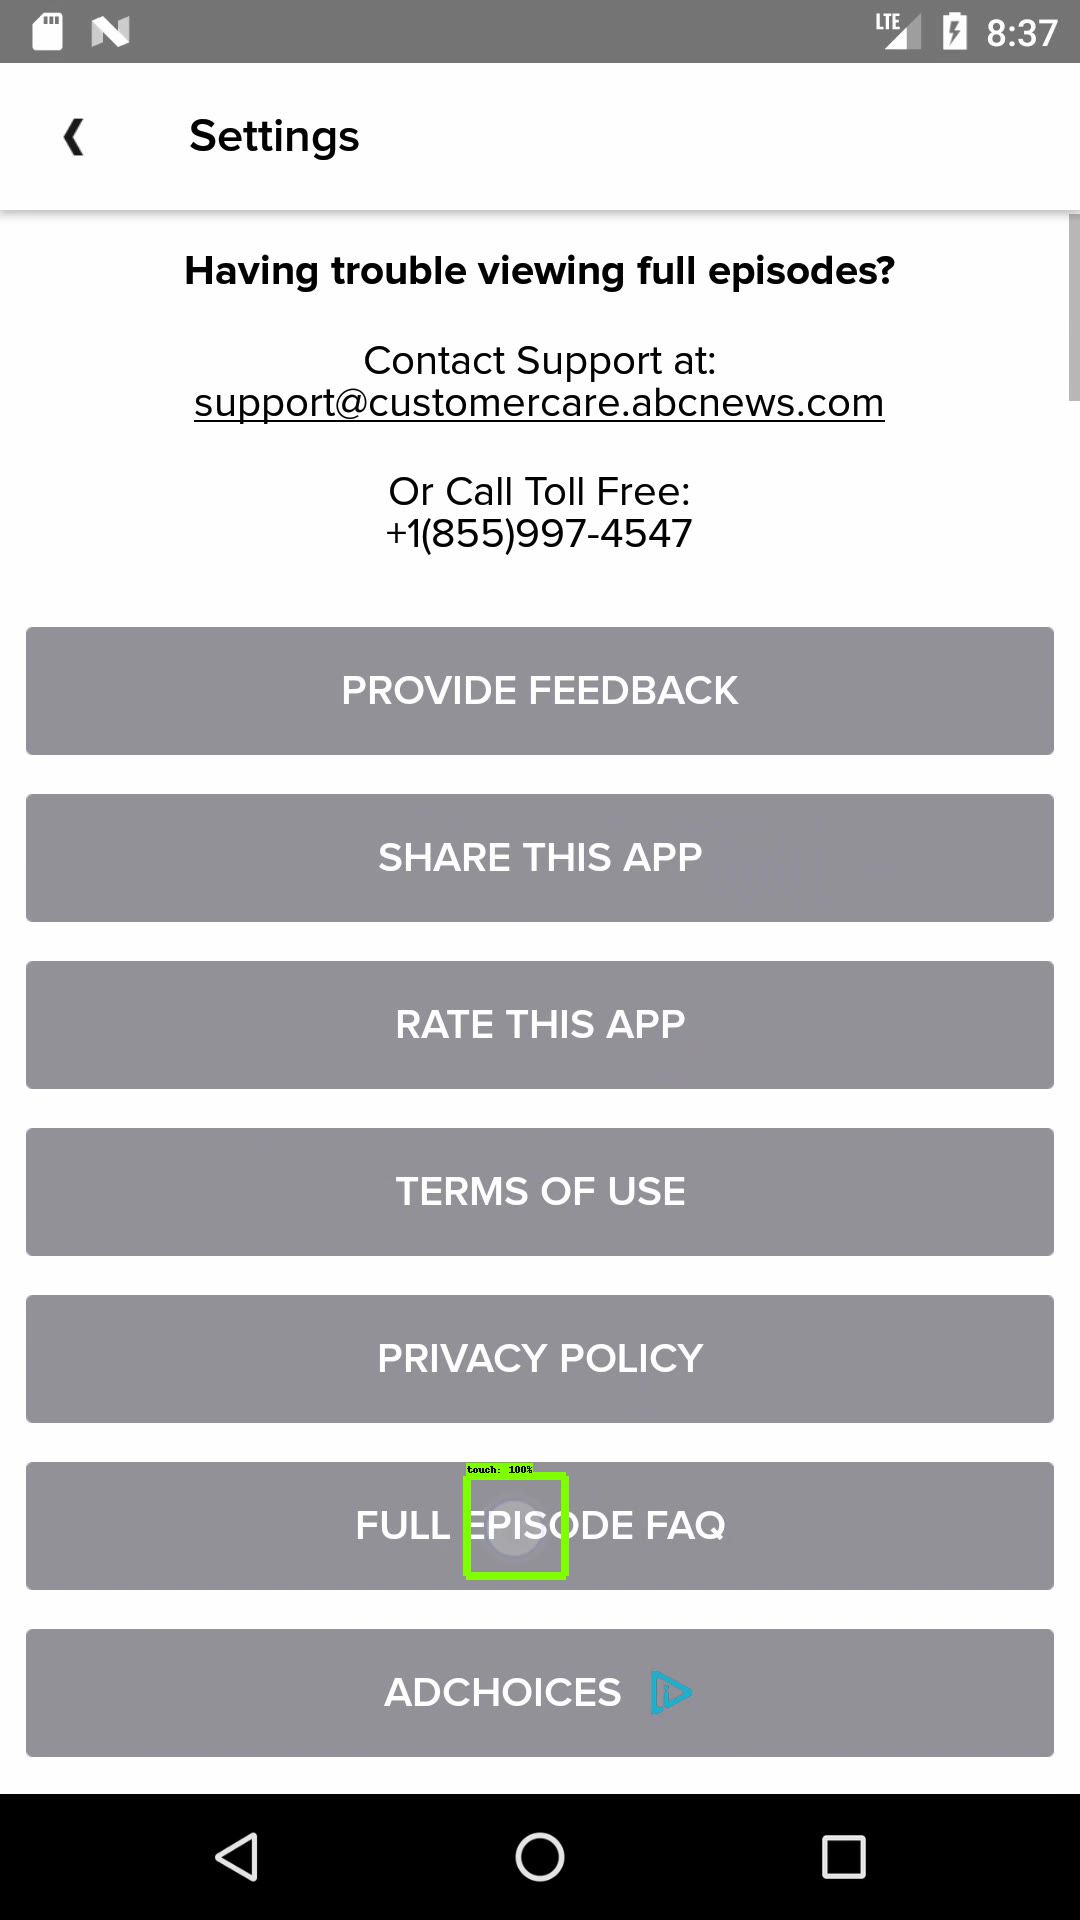 LTE 8:37
Settings
Having trouble viewing full episodes?
Contact Support at:
support@customercare.abcnews.com
Or Call Toll Free:
+1(855)997-4547
PROVIDE FEEDBACK
SHARE THIS APP
RATE THIS APP
TERMS OF USE
PRIVACY POLICY
touch: 100%
FULL EPISODE FAQ
ADCHOICES